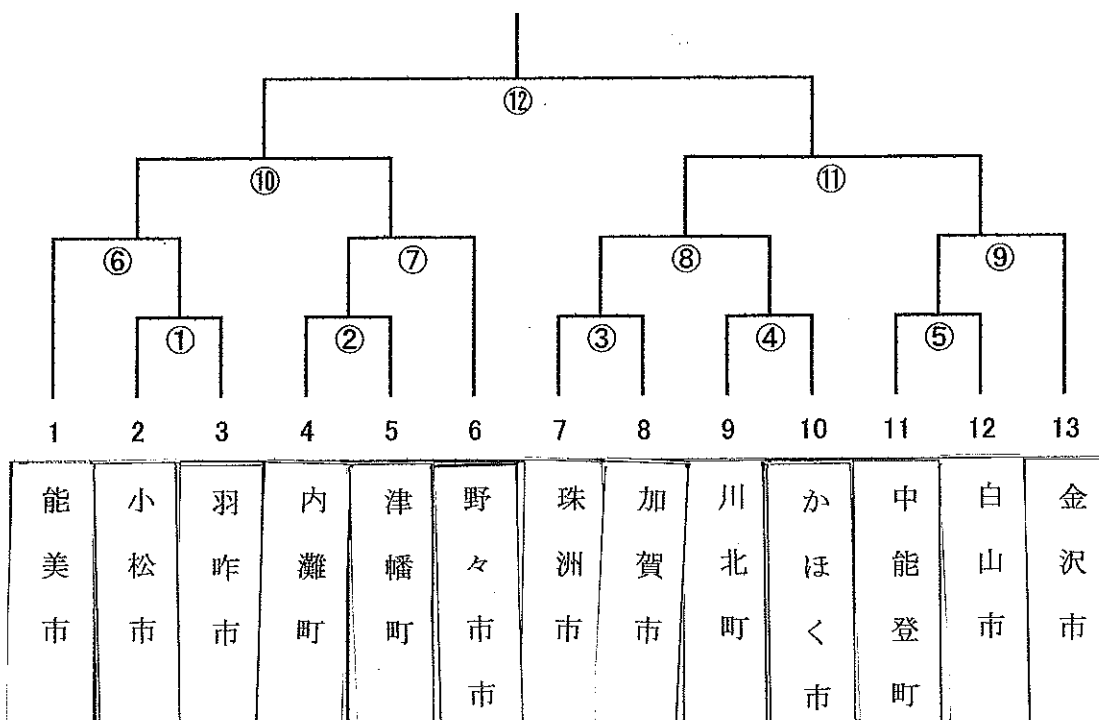 ⑫
⑩ ⑪
⑥ ⑦ ⑧ ⑨
① ② ③ ④ ⑤
1 2 3 4 5 6 7 8 9 10 11 12 13
能美市
小松市
羽咋市
内灘町
津幡町
野々市市
珠洲市
加賀市
川北町
かほく市
中能登町
白山市
金沢市